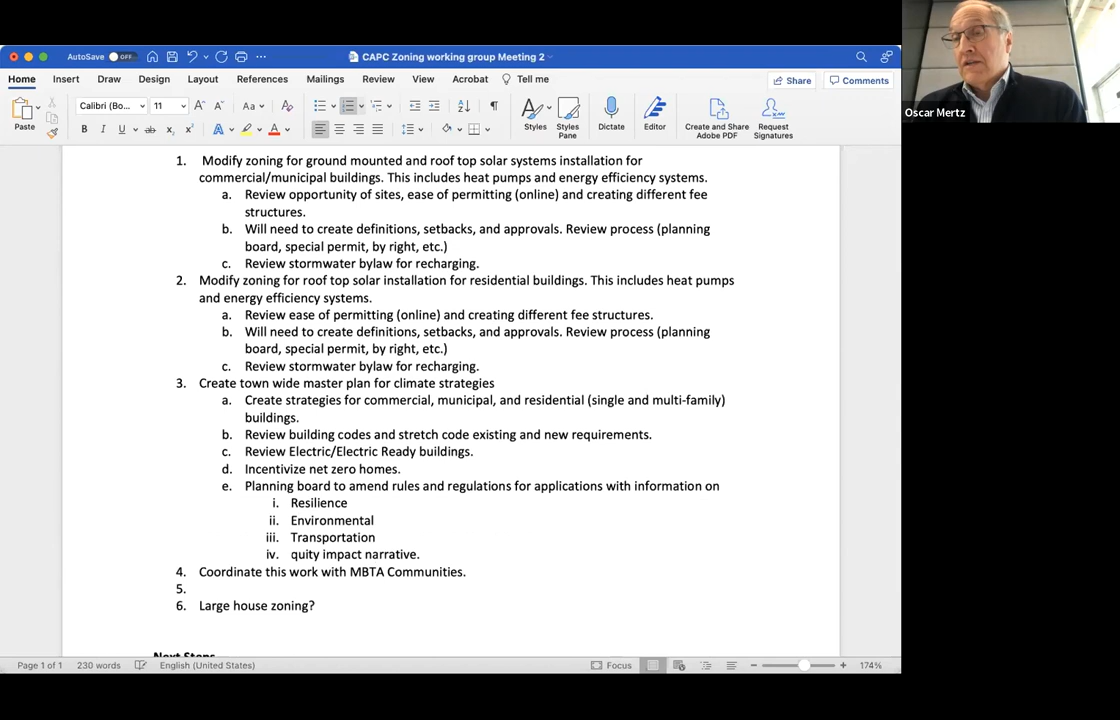 AutoSave OFF
CAPC Zoning working group Meeting 2
Home Insert Draw Design Layout References Mailings Review View Acrobat Tell me
Share Comments
Paste
Calibri (Bo... 11
Aa
B I U ab x, x²
Styles
Styles Pane
Dictate
Editor
Create and Share Adobe PDF
Request Signatures
Oscar Mertz
1. Modify zoning for ground mounted and roof top solar systems installation for
commercial/municipal buildings. This includes heat pumps and energy efficiency systems.
a. Review opportunity of sites, ease of permitting (online) and creating different fee
structures.
b. Will need to create definitions, setbacks, and approvals. Review process (planning
board, special permit, by right, etc.)
c. Review stormwater bylaw for recharging.
2. Modify zoning for roof top solar installation for residential buildings. This includes heat pumps
and energy efficiency systems.
a. Review ease of permitting (online) and creating different fee structures.
b. Will need to create definitions, setbacks, and approvals. Review process (planning
board, special permit, by right, etc.)
c. Review stormwater bylaw for recharging.
3. Create town wide master plan for climate strategies
a. Create strategies for commercial, municipal, and residential (single and multi-family)
buildings.
b. Review building codes and stretch code existing and new requirements.
c. Review Electric/Electric Ready buildings.
d. Incentivize net zero homes.
e. Planning board to amend rules and regulations for applications with information on
i. Resilience
ii. Environmental
iii. Transportation
iv. quity impact narrative.
4. Coordinate this work with MBTA Communities.
5.
6. Large house zoning?
Next Steps
Page 1 of 1 230 words English (United States) Focus 174%